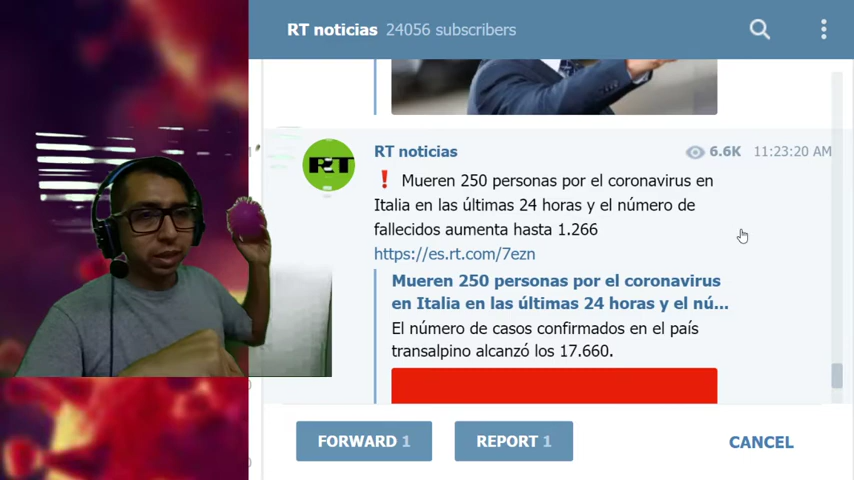 RT noticias 24056 subscribers
RT noticias 6.6K 11:23:20 AM
RT
❗ Mueren 250 personas por el coronavirus en
Italia en las últimas 24 horas y el número de
fallecidos aumenta hasta 1.266
https://es.rt.com/7ezn
Mueren 250 personas por el coronavirus
en Italia en las últimas 24 horas y el nú...
El número de casos confirmados en el país
transalpino alcanzó los 17.660.
FORWARD 1 REPORT 1 CANCEL